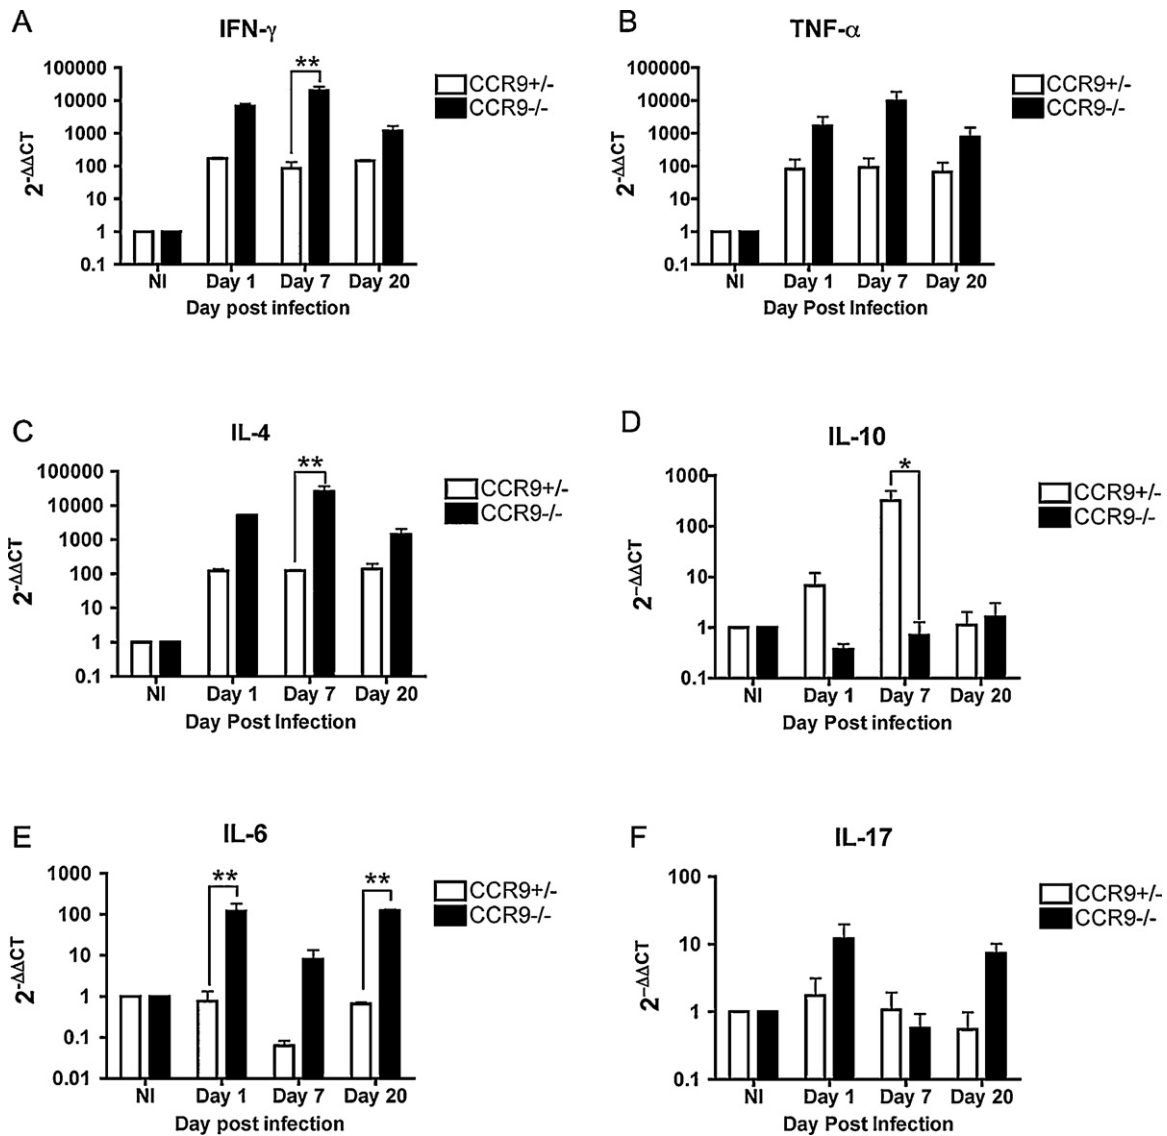 A
IFN-γ
100000
10000
1000
100
10
1
0.1
2-ΔΔCT
**
CCR9+/-
CCR9-/-
NI Day 1 Day 7 Day 20
Day post infection
B
TNF-α
100000
10000
1000
100
10
1
0.1
2-ΔΔCT
CCR9+/-
CCR9-/-
NI Day 1 Day 7 Day 20
Day Post Infection
C
IL-4
100000
10000
1000
100
10
1
0.1
2-ΔΔCT
**
CCR9+/-
CCR9-/-
NI Day 1 Day 7 Day 20
Day Post Infection
D
IL-10
1000
100
10
1
0.1
2-ΔΔCT
*
CCR9+/-
CCR9-/-
NI Day 1 Day 7 Day 20
Day Post Infection
E
IL-6
1000
100
10
1
0.1
0.01
2-ΔΔCT
** **
CCR9+/-
CCR9-/-
NI Day 1 Day 7 Day 20
Day post infection
F
IL-17
100
10
1
0.1
2-ΔΔCT
CCR9+/-
CCR9-/-
NI Day 1 Day 7 Day 20
Day Post Infection